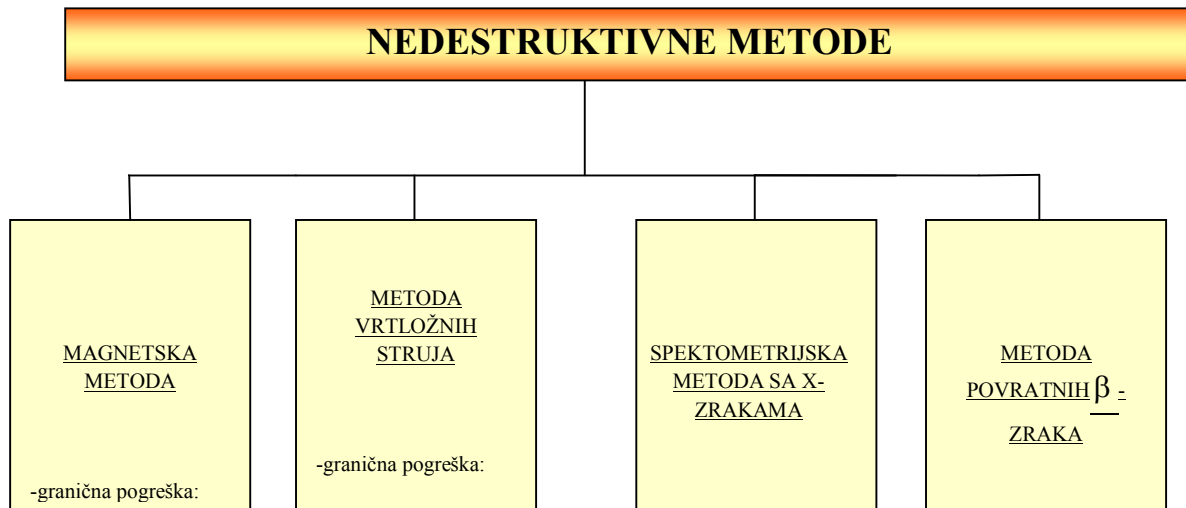 NEDESTRUKTIVNE METODE
MAGNETSKA
METODA
-granična pogreška:
METODA
VRTLOŽNIH
STRUJA
-granična pogreška:
SPEKTOMETRIJSKA
METODA SA X-
ZRAKAMA
METODA
POVRATNIH β -
ZRAKA